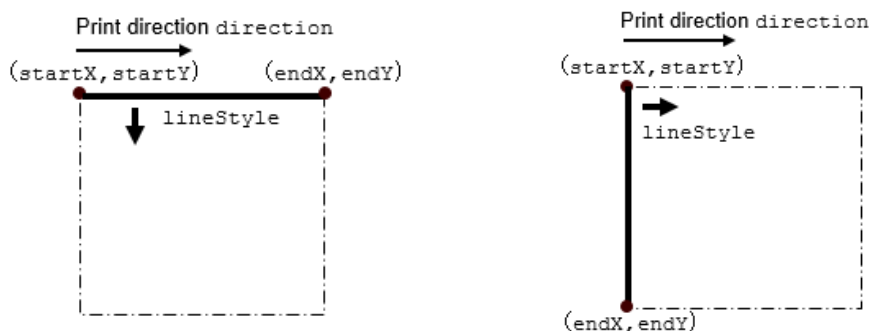 Print direction direction
(startX,startY) (endX,endY)
lineStyle
Print direction direction
(startX,startY)
lineStyle
(endX,endY)